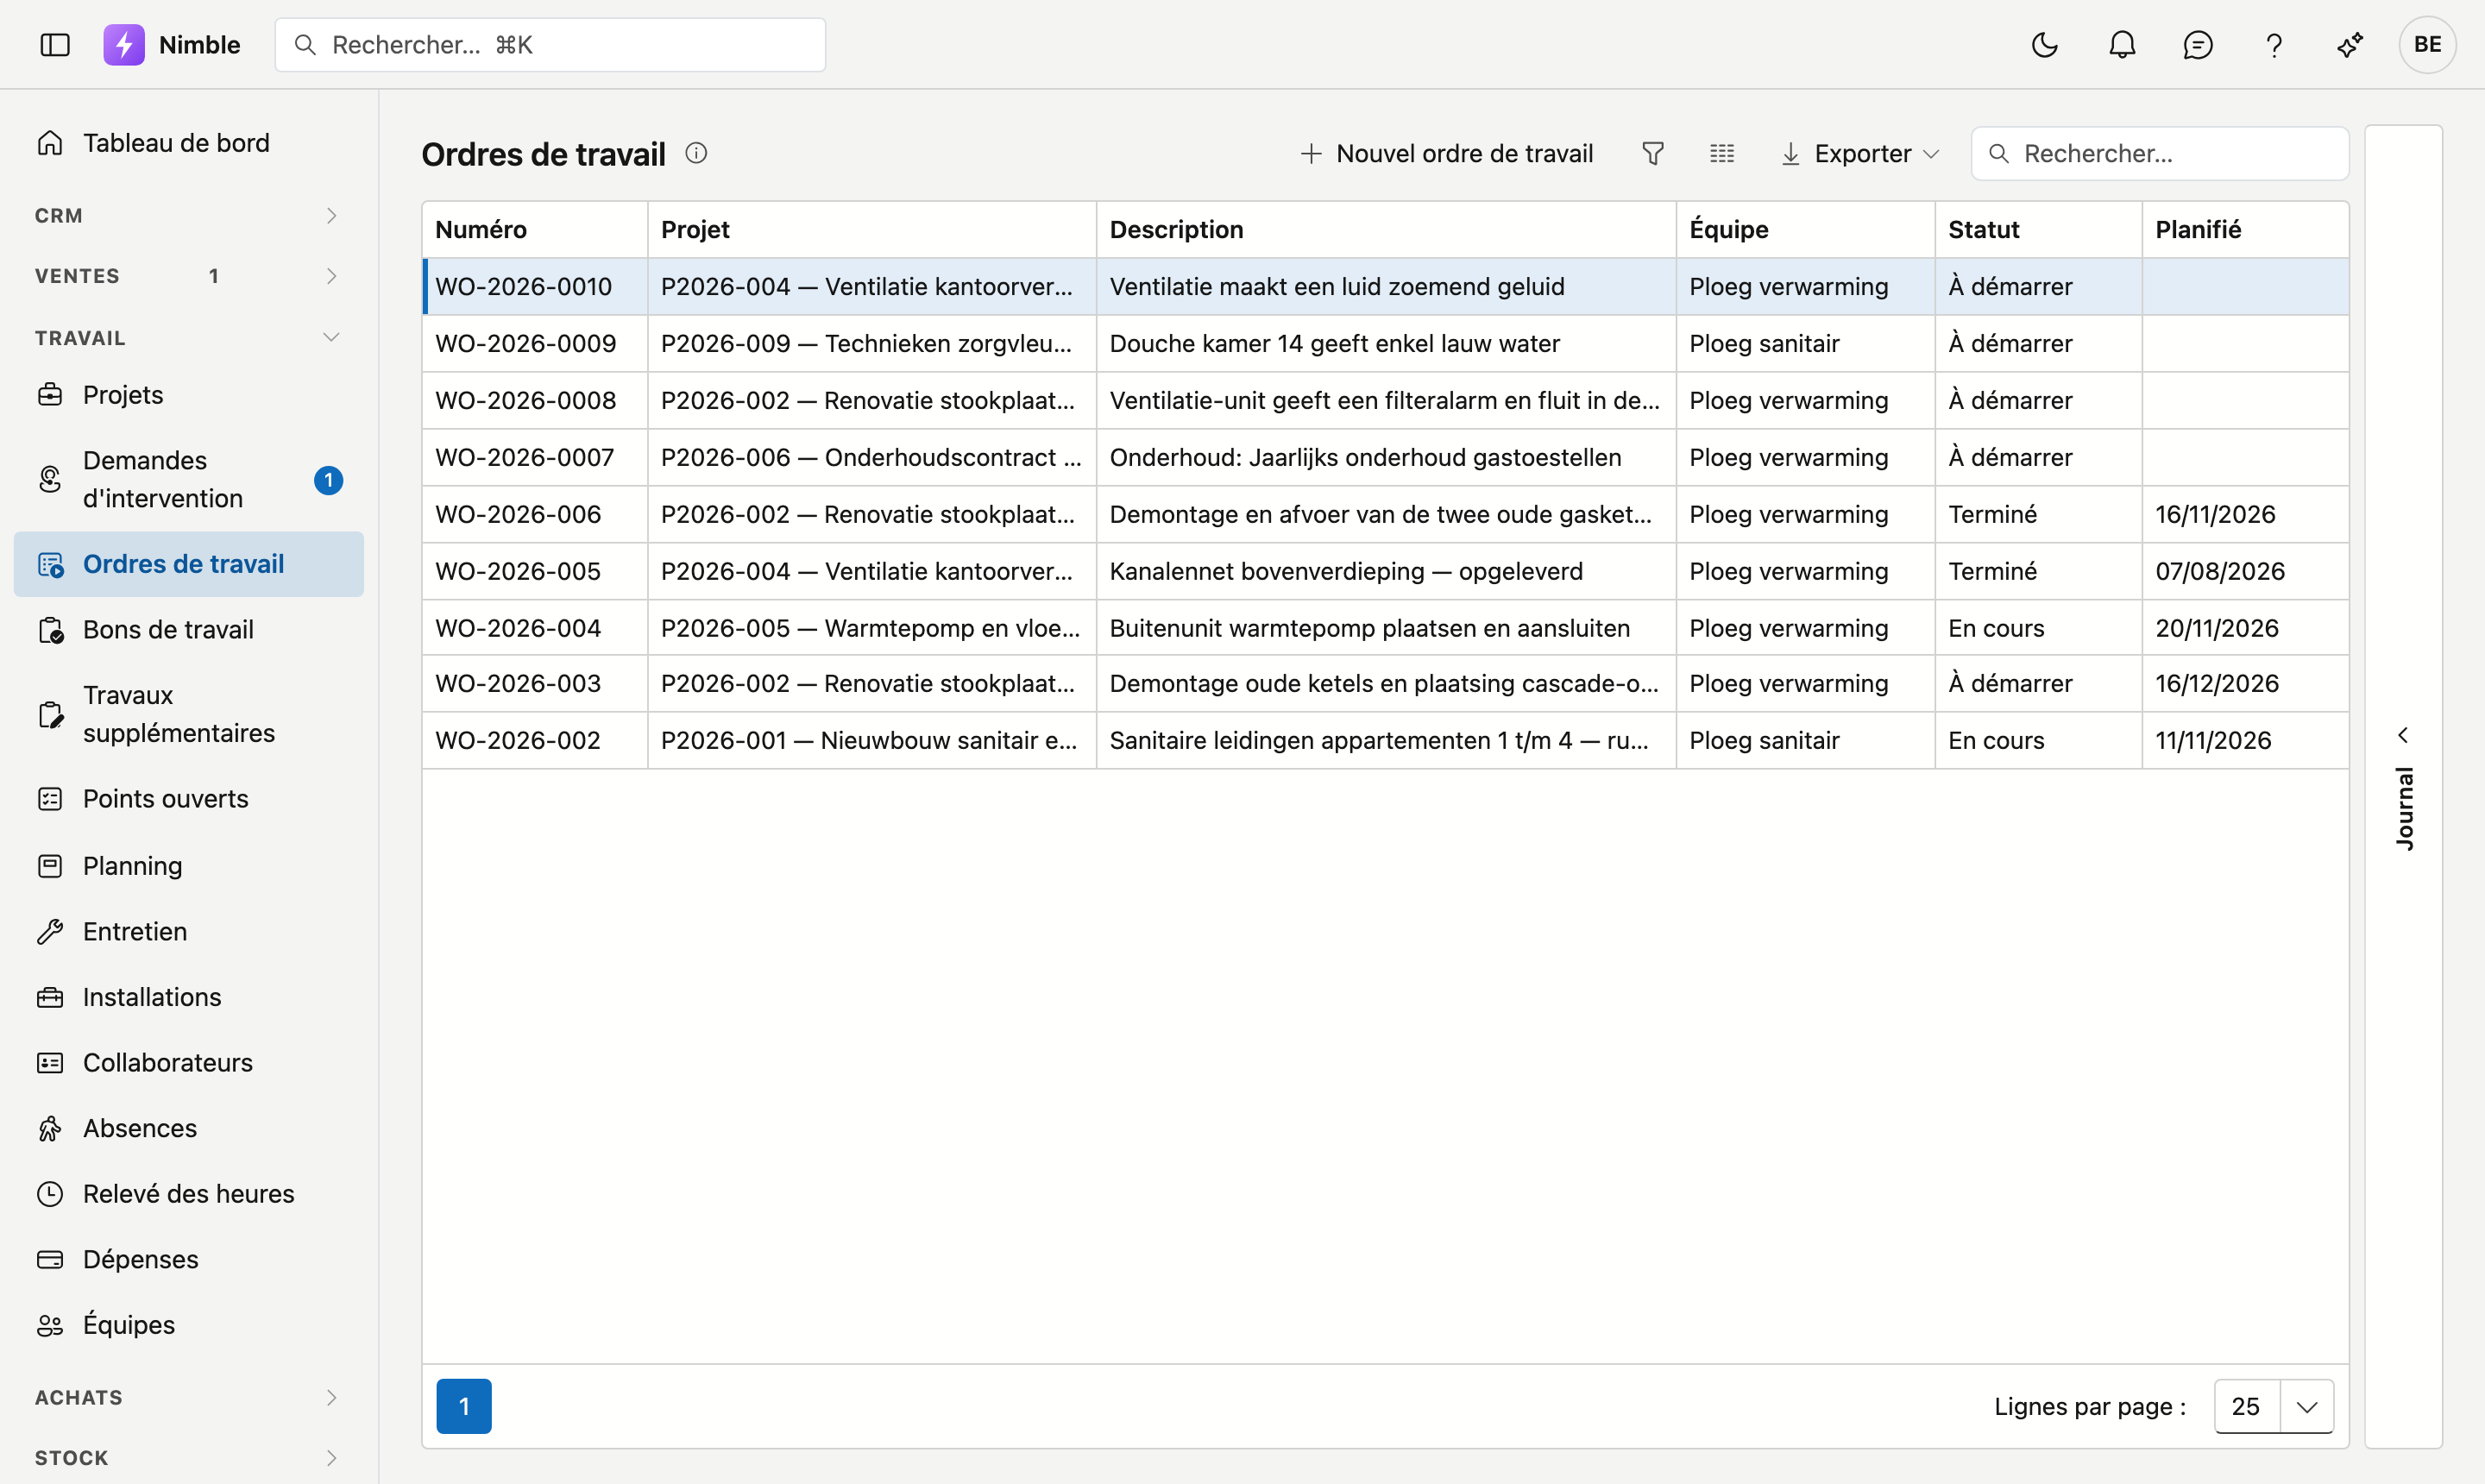 Nimble
Rechercher... ⌘K
BE
Tableau de bord
CRM
VENTES 1
TRAVAIL
Projets
Demandes
d'intervention
1
Ordres de travail
Bons de travail
Travaux
supplémentaires
Points ouverts
Planning
Entretien
Installations
Collaborateurs
Absences
Relevé des heures
Dépenses
Équipes
ACHATS
STOCK
Ordres de travail
Nouvel ordre de travail
Exporter
Rechercher...
Numéro Projet Description Équipe Statut Planifié
WO-2026-0010 P2026-004 — Ventilatie kantoorver... Ventilatie maakt een luid zoemend geluid Ploeg verwarming À démarrer
WO-2026-0009 P2026-009 — Technieken zorgvleu... Douche kamer 14 geeft enkel lauw water Ploeg sanitair À démarrer
WO-2026-0008 P2026-002 — Renovatie stookplaat... Ventilatie-unit geeft een filteralarm en fluit in de... Ploeg verwarming À démarrer
WO-2026-0007 P2026-006 — Onderhoudscontract ... Onderhoud: Jaarlijks onderhoud gastoestellen Ploeg verwarming À démarrer
WO-2026-006 P2026-002 — Renovatie stookplaat... Demontage en afvoer van de twee oude gasket... Ploeg verwarming Terminé 16/11/2026
WO-2026-005 P2026-004 — Ventilatie kantoorver... Kanalennet bovenverdieping — opgeleverd Ploeg verwarming Terminé 07/08/2026
WO-2026-004 P2026-005 — Warmtepomp en vloe... Buitenunit warmtepomp plaatsen en aansluiten Ploeg verwarming En cours 20/11/2026
WO-2026-003 P2026-002 — Renovatie stookplaat... Demontage oude ketels en plaatsing cascade-o... Ploeg verwarming À démarrer 16/12/2026
WO-2026-002 P2026-001 — Nieuwbouw sanitair e... Sanitaire leidingen appartementen 1 t/m 4 — ru... Ploeg sanitair En cours 11/11/2026
1
Lignes par page : 25
Journal